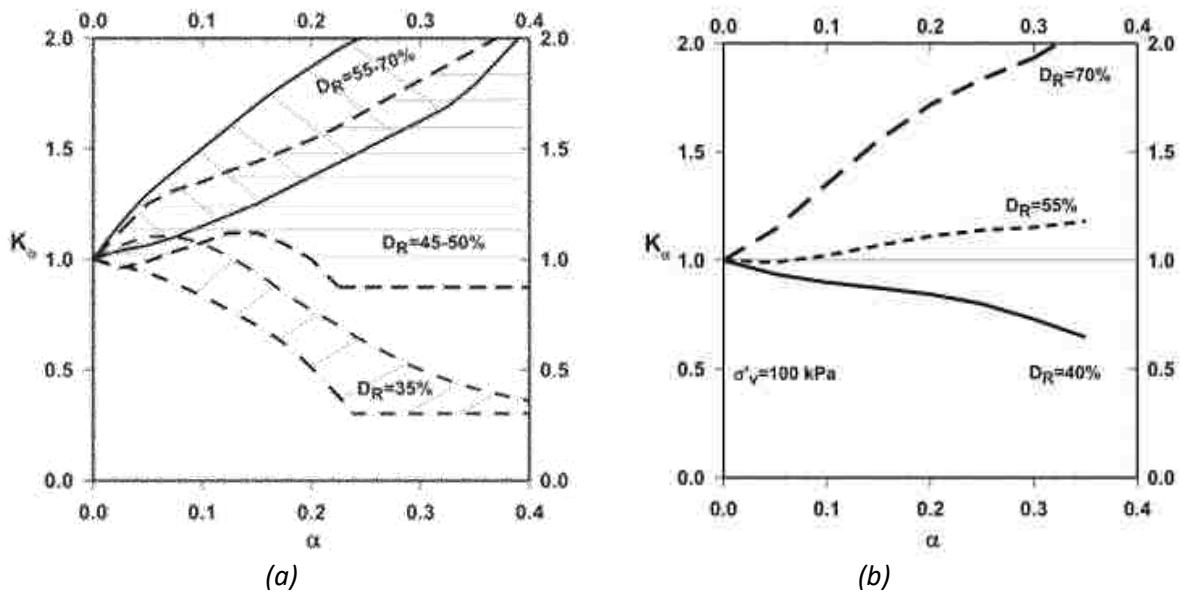 0.0 0.1 0.2 0.3 0.4
2.0 2.0
D_R=55-70%
1.5 1.5
K_α 1.0 1.0
D_R=45-50%
0.5 0.5
D_R=35%
0.0 0.0
0.0 0.1 0.2 0.3 0.4
α
(a)
(b)
0.0 0.1 0.2 0.3 0.4
2.0 2.0
D_R=70%
1.5 1.5
D_R=55%
K_α 1.0 1.0
0.5 0.5
σ'_v=100 kPa
D_R=40%
0.0 0.0
0.0 0.1 0.2 0.3 0.4
α
(b)